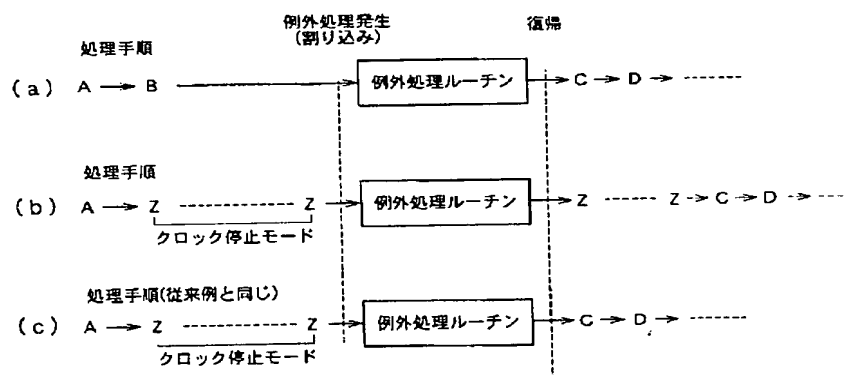 例外処理発生
(割り込み)
復帰
処理手順
(a) A → B → 例外処理ルーチン → C → D → -------
処理手順
(b) A → Z ------------ Z → 例外処理ルーチン → Z ----- Z → C → D → ----
クロック停止モード
処理手順(従来例と同じ)
(c) A → Z ------------ Z → 例外処理ルーチン → C → D → -------
クロック停止モード